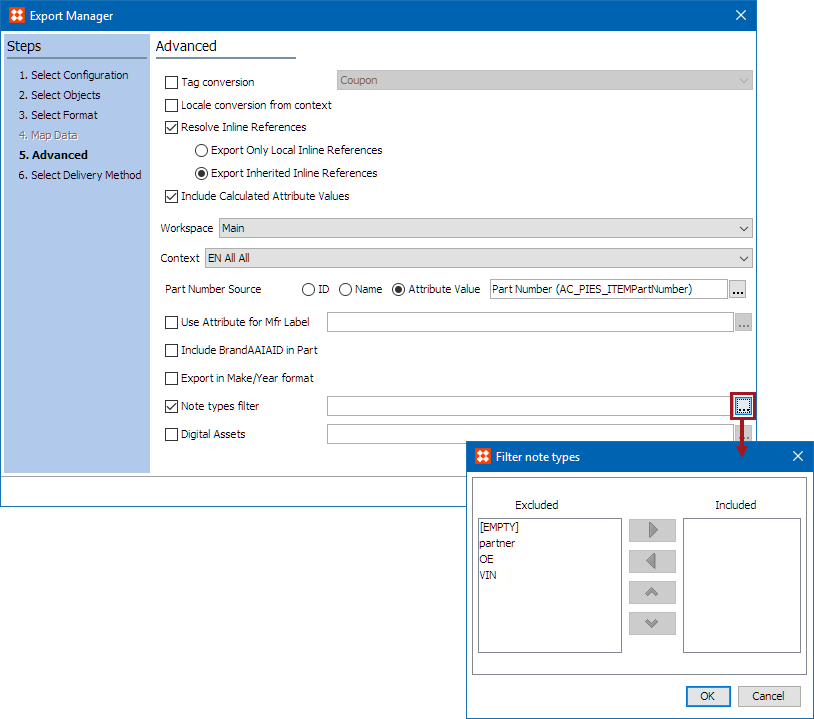 Export Manager
Steps
1. Select Configuration
2. Select Objects
3. Select Format
4. Map Data
5. Advanced
6. Select Delivery Method
Advanced
Tag conversion
Coupon
Locale conversion from context
Resolve Inline References
Export Only Local Inline References
Export Inherited Inline References
Include Calculated Attribute Values
Workspace Main
Context EN All All
Part Number Source ID Name Attribute Value Part Number (AC_PIES_ITEMPartNumber) ...
Use Attribute for Mfr Label ...
Include BrandAAIAID in Part
Export in Make/Year format
Note types filter ...
Digital Assets ...
Filter note types
Excluded Included
[EMPTY]
partner
OE
VIN
OK Cancel